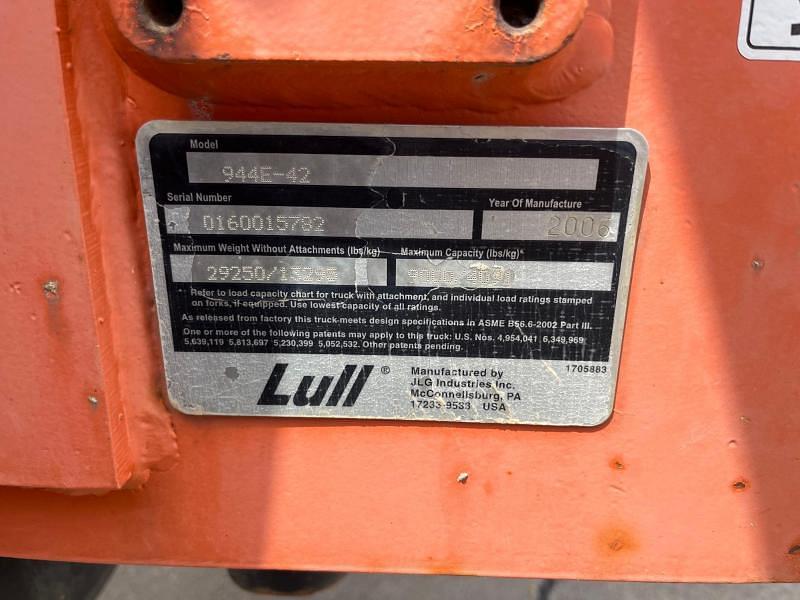 Model
944E-42
Serial Number
Year Of Manufacture
0160015782
2006
Maximum Weight Without Attachments (lbs/kg)
Maximum Capacity (lbs/kg)*
29250/
* Refer to load capacity chart for truck with attachment, and individual load ratings stamped
on forks, if equipped. Use lowest capacity of all ratings.
As released from factory this truck meets design specifications in ASME B56.6-2002 Part III.
One or more of the following patents may apply to this truck: U.S. Nos. 4,954,041 6,349,969
5,639,119 5,813,697 5,230,399 5,052,532. Other patents pending.
1705883
Lull®
Manufactured by
JLG Industries Inc.
McConnellsburg, PA
17233-9533 USA